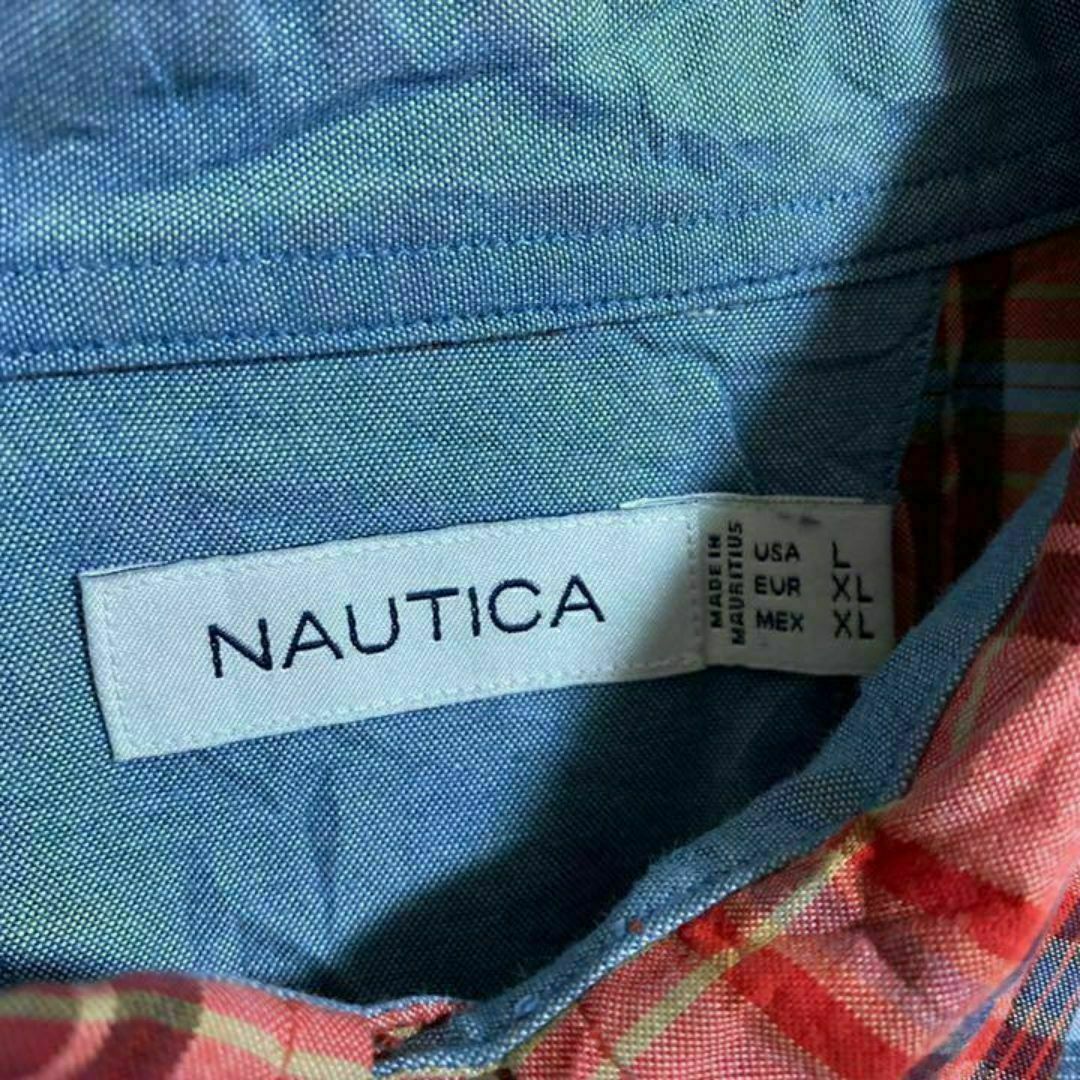 NAUTICA
MADE IN
MAURITIUS
USA L
EUR XL
MEX XL